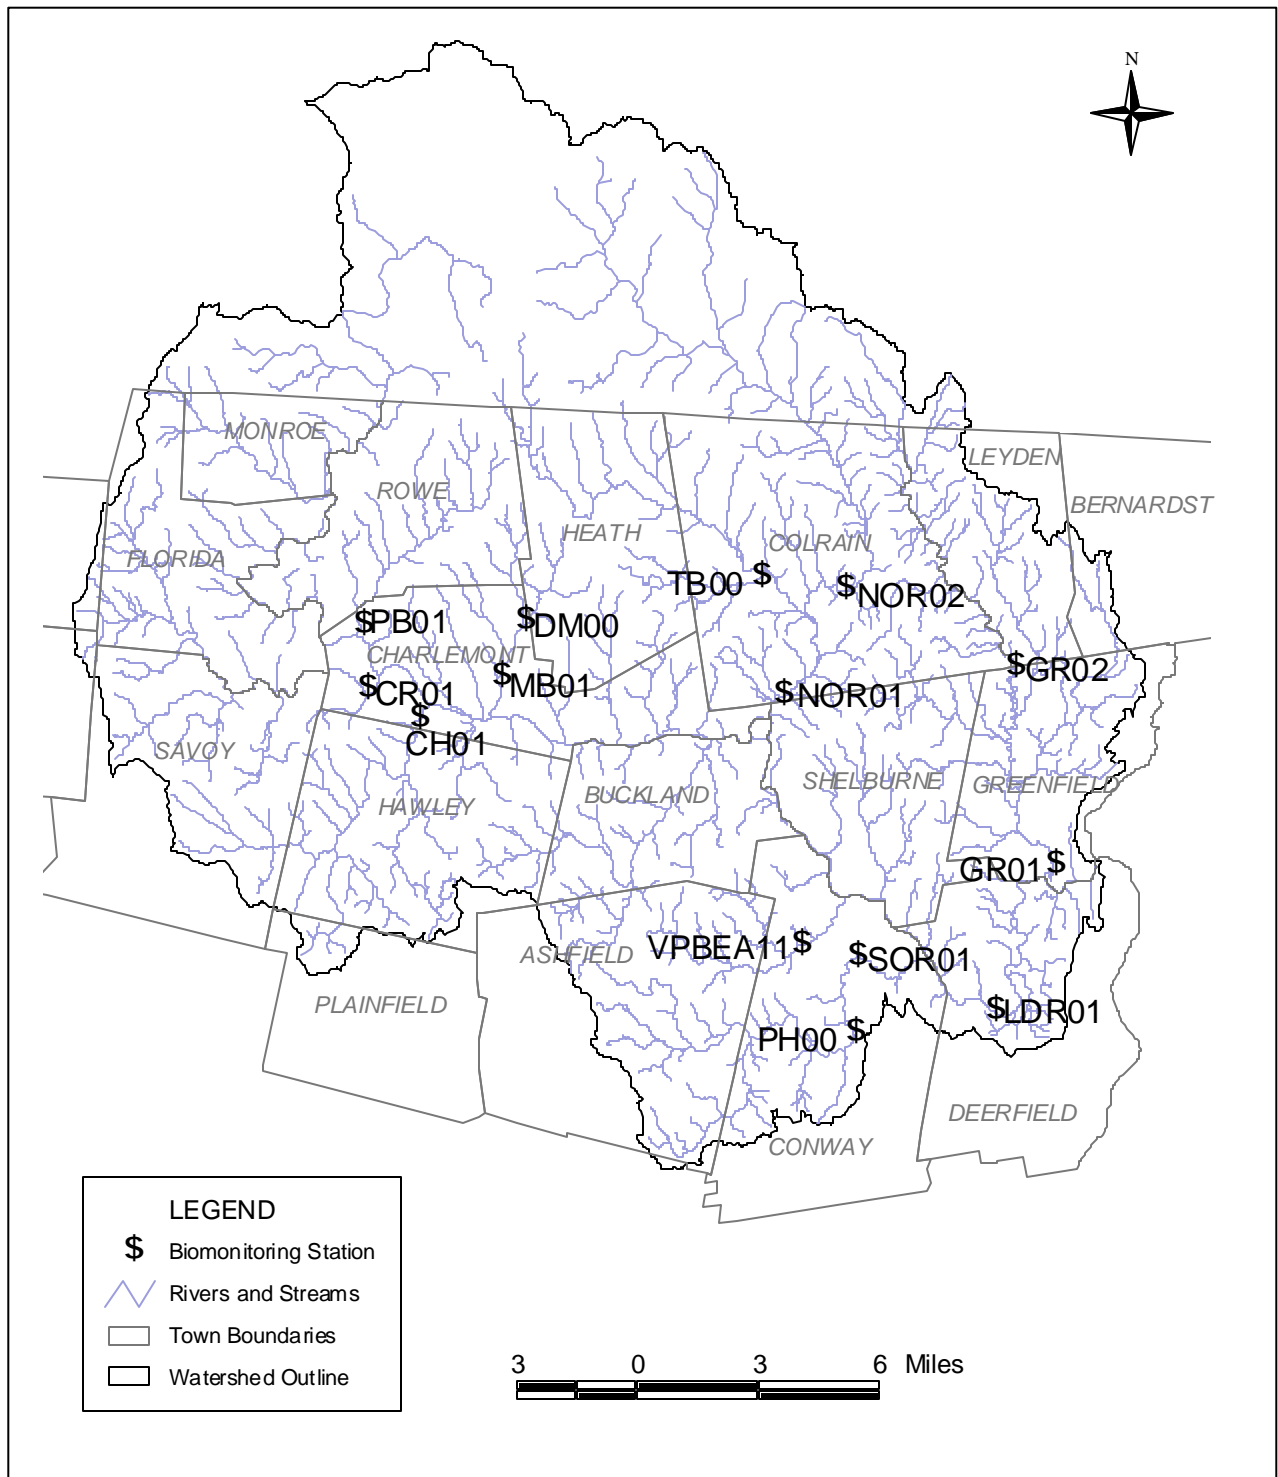 N
MONROE
LEYDEN
ROWE
BERNARDST
HEATH
COLRAIN
FLORIDA
TB00 $
$ NOR02
$PB01
$DM00
CHARLEMONT
$GR02
$MB01
$CR01
$NOR01
$
CH01
SAVOY
SHELBURNE
GREENFIELD
BUCKLAND
HAWLEY
GR01 $
VPBEA11 $
ASHFIELD
$SOR01
PLAINFIELD
$LDR01
PH00 $
DEERFIELD
CONWAY
LEGEND
$ Biomonitoring Station
Rivers and Streams
Town Boundaries
Watershed Outline
3 0 3 6 Miles